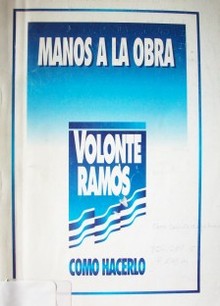 MANOS A LA OBRA
VOLONTE
RAMOS
COMO HACERLO